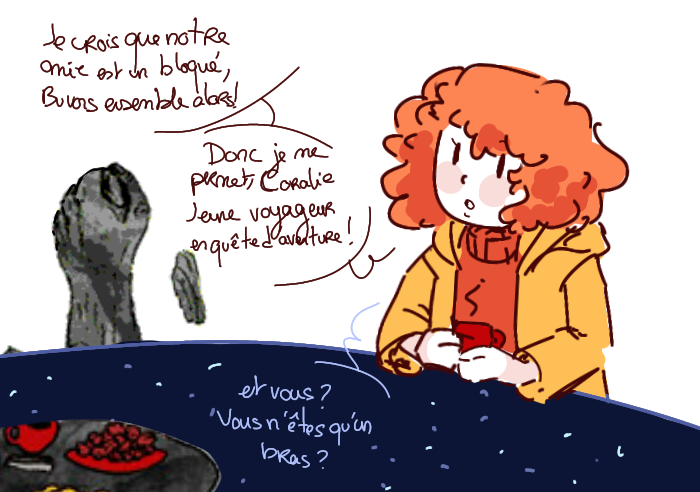 Je crois que notre
amie est un bloqué,
Buvons ensemble alors!
Donc je me
permet, Coralie
Jeune voyageur
en quête d'aventure!
et vous?
Vous n'êtes qu'un
bras?